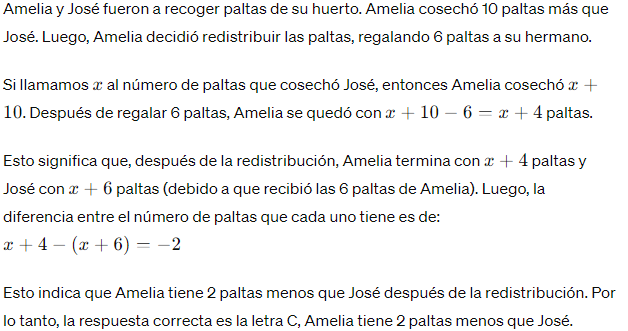 Amelia y José fueron a recoger paltas de su huerto. Amelia cosechó 10 paltas más que
José. Luego, Amelia decidió redistribuir las paltas, regalando 6 paltas a su hermano.
Si llamamos x al número de paltas que cosechó José, entonces Amelia cosechó x +
10. Después de regalar 6 paltas, Amelia se quedó con x + 10 − 6 = x + 4 paltas.
Esto significa que, después de la redistribución, Amelia termina con x + 4 paltas y
José con x + 6 paltas (debido a que recibió las 6 paltas de Amelia). Luego, la
diferencia entre el número de paltas que cada uno tiene es de:
x + 4 − (x + 6) = −2
Esto indica que Amelia tiene 2 paltas menos que José después de la redistribución. Por
lo tanto, la respuesta correcta es la letra C, Amelia tiene 2 paltas menos que José.